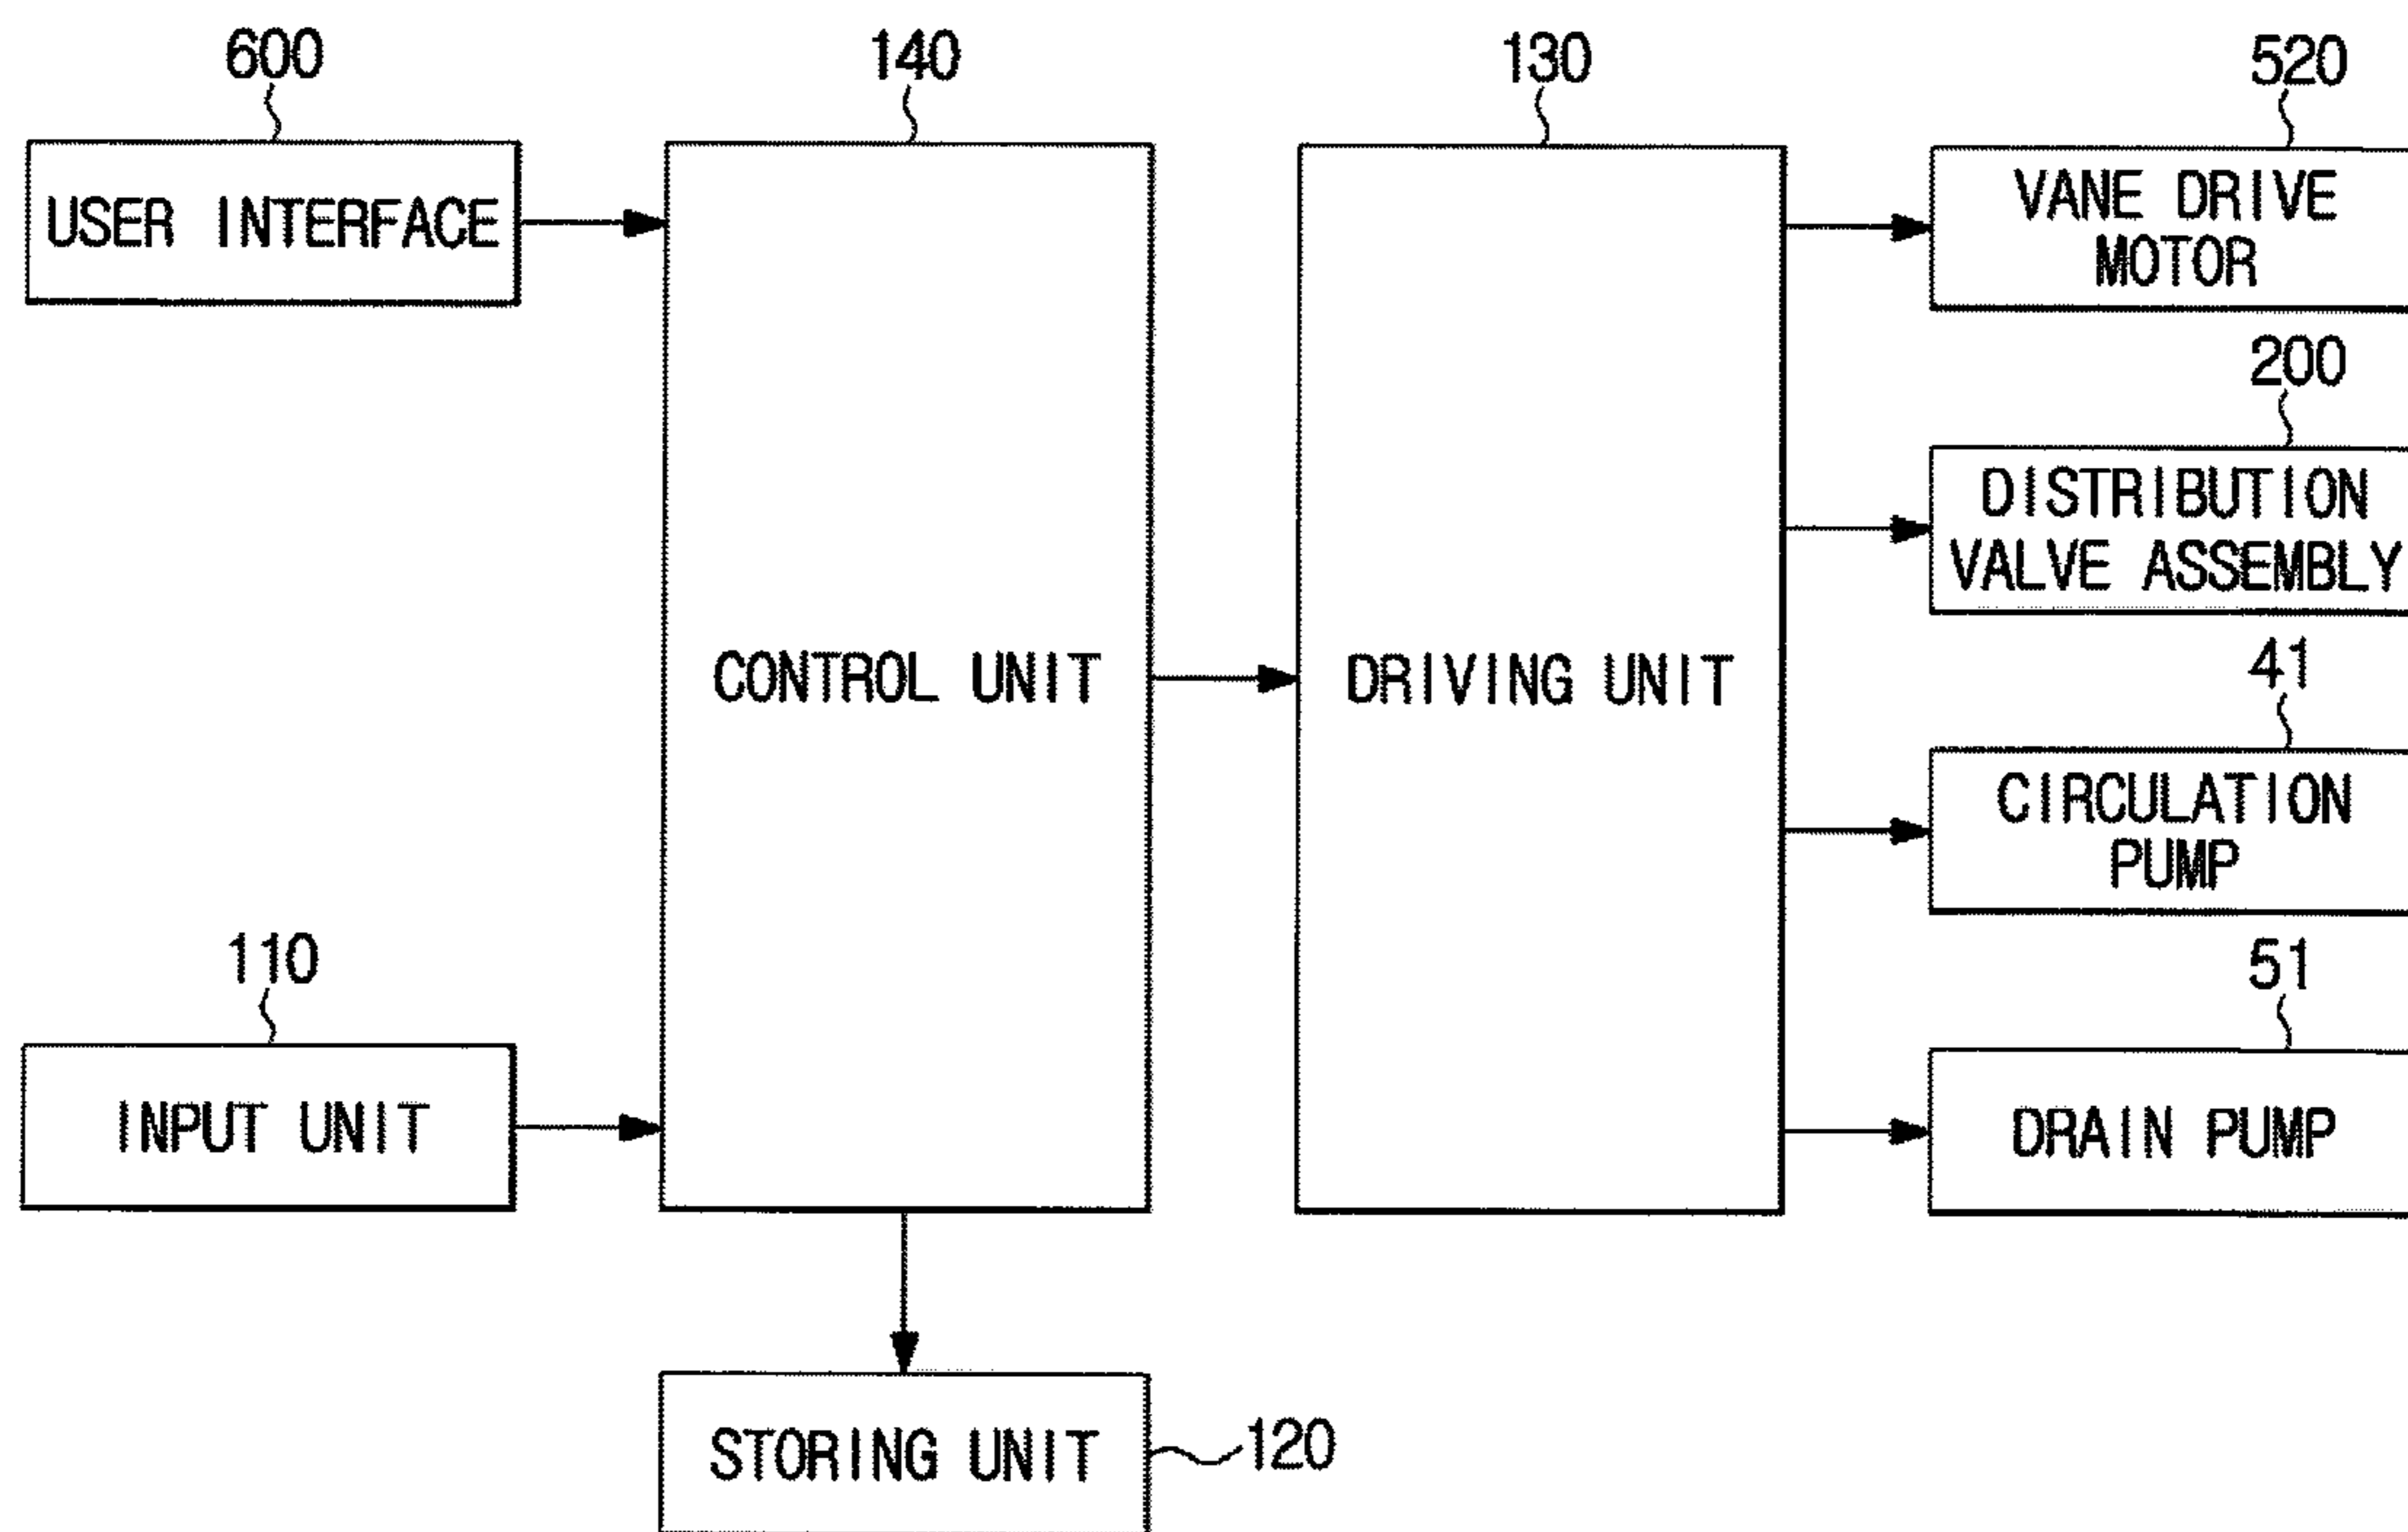 600
140
130
520
USER INTERFACE
VANE DRIVE
MOTOR
200
DISTRIBUTION
VALVE ASSEMBLY
CONTROL UNIT
DRIVING UNIT
41
CIRCULATION
PUMP
110
51
INPUT UNIT
DRAIN PUMP
STORING UNIT
120